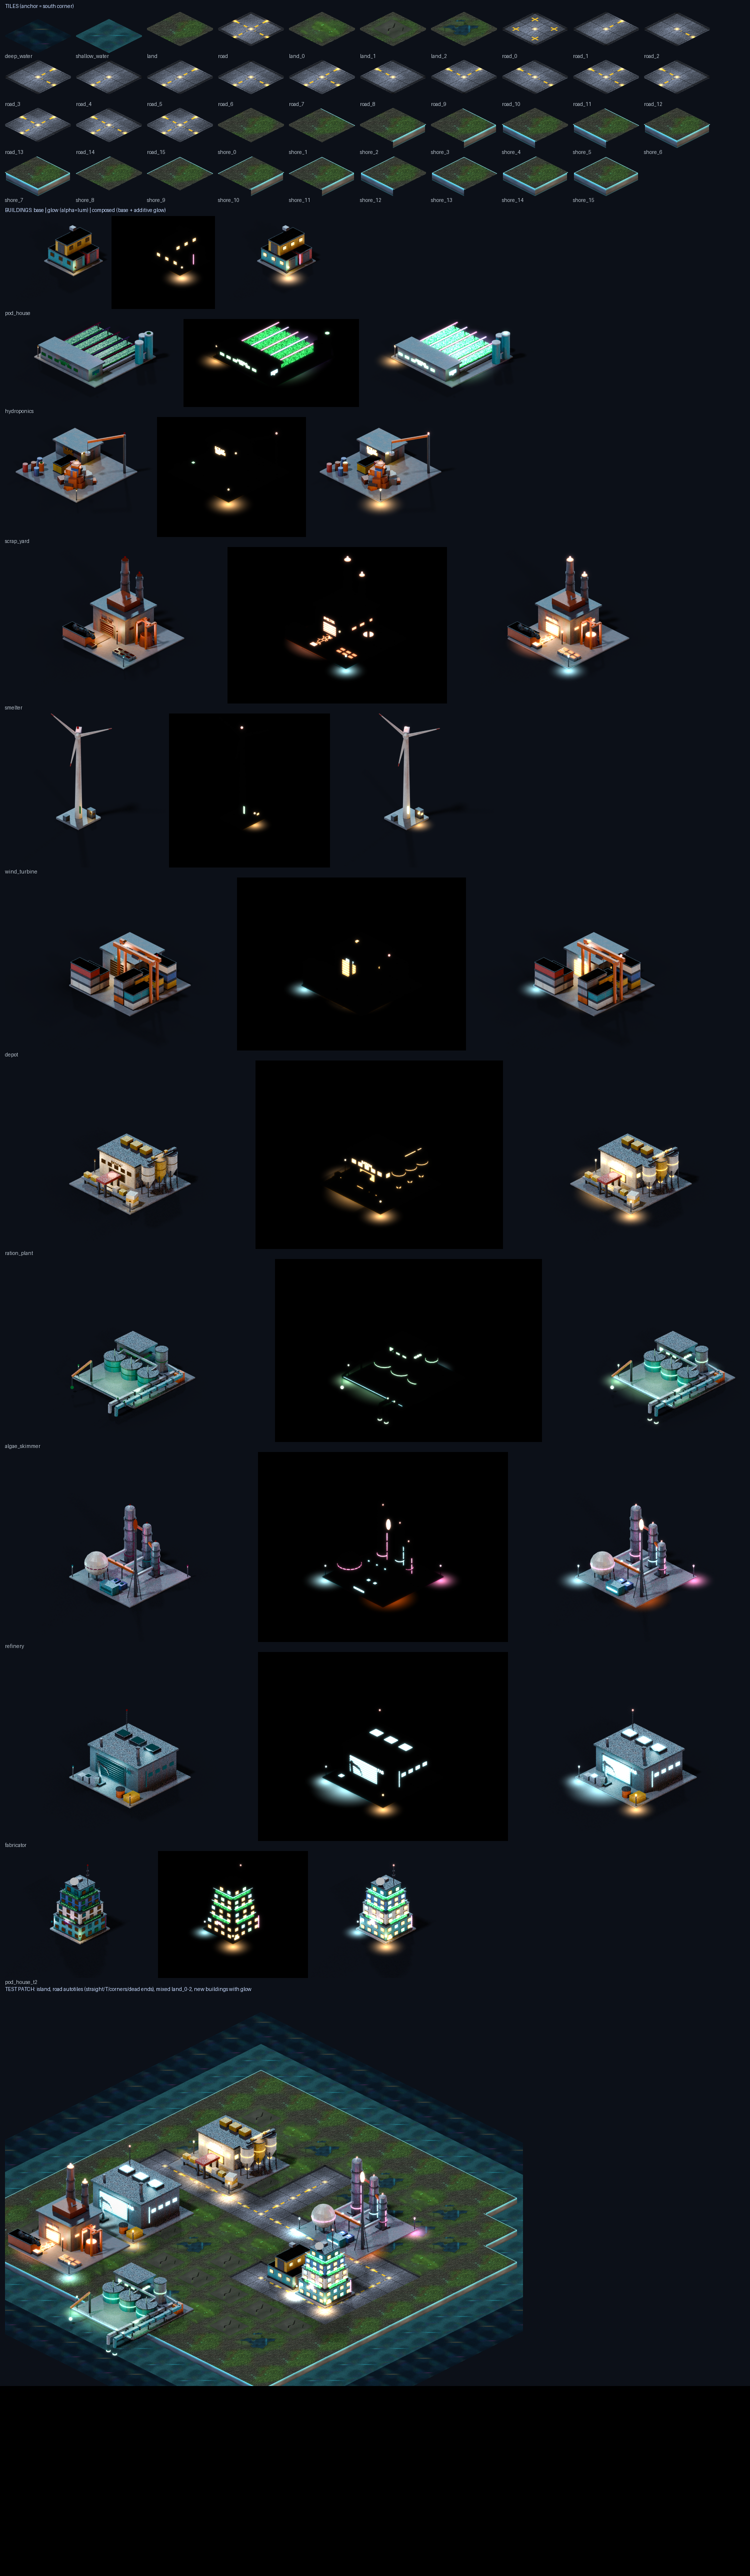 TILES (anchor = south corner)
deep_water shallow_water land road land_0 land_1 land_2 road_0 road_1 road_2
road_3 road_4 road_5 road_6 road_7 road_8 road_9 road_10 road_11 road_12
road_13 road_14 road_15 shore_0 shore_1 shore_2 shore_3 shore_4 shore_5 shore_6
shore_7 shore_8 shore_9 shore_10 shore_11 shore_12 shore_13 shore_14 shore_15
BUILDINGS: base | glow (alpha=lum) | composed (base + additive glow)
pod_house
hydroponics
scrap_yard
smelter
wind_turbine
depot
ration_plant
algae_skimmer
refinery
fabricator
pod_house_t2
TEST PATCH: island, road autotiles (straight/T/corners/dead ends), mixed land_0-2, new buildings with glow